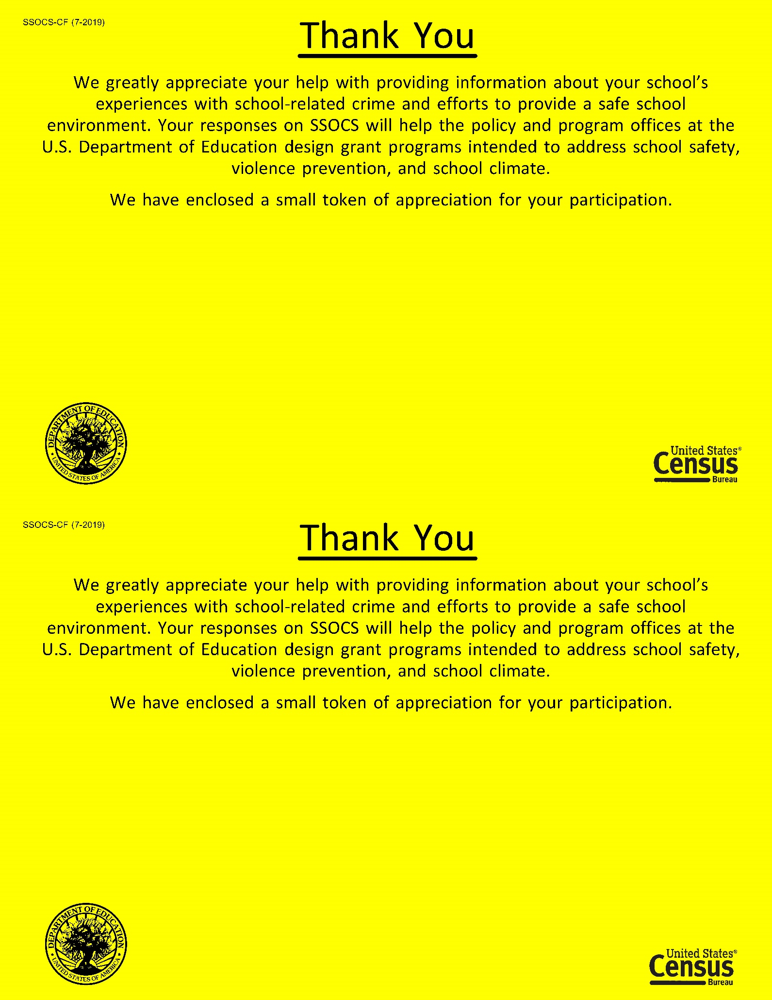 SSOCS-CF (7-2019)
Thank You
We greatly appreciate your help with providing information about your school’s
experiences with school-related crime and efforts to provide a safe school
environment. Your responses on SSOCS will help the policy and program offices at the
U.S. Department of Education design grant programs intended to address school safety,
violence prevention, and school climate.
We have enclosed a small token of appreciation for your participation.
DEPARTMENT OF EDUCATION
UNITED STATES OF AMERICA
United States®
Census
Bureau
SSOCS-CF (7-2019)
Thank You
We greatly appreciate your help with providing information about your school’s
experiences with school-related crime and efforts to provide a safe school
environment. Your responses on SSOCS will help the policy and program offices at the
U.S. Department of Education design grant programs intended to address school safety,
violence prevention, and school climate.
We have enclosed a small token of appreciation for your participation.
DEPARTMENT OF EDUCATION
UNITED STATES OF AMERICA
United States®
Census
Bureau